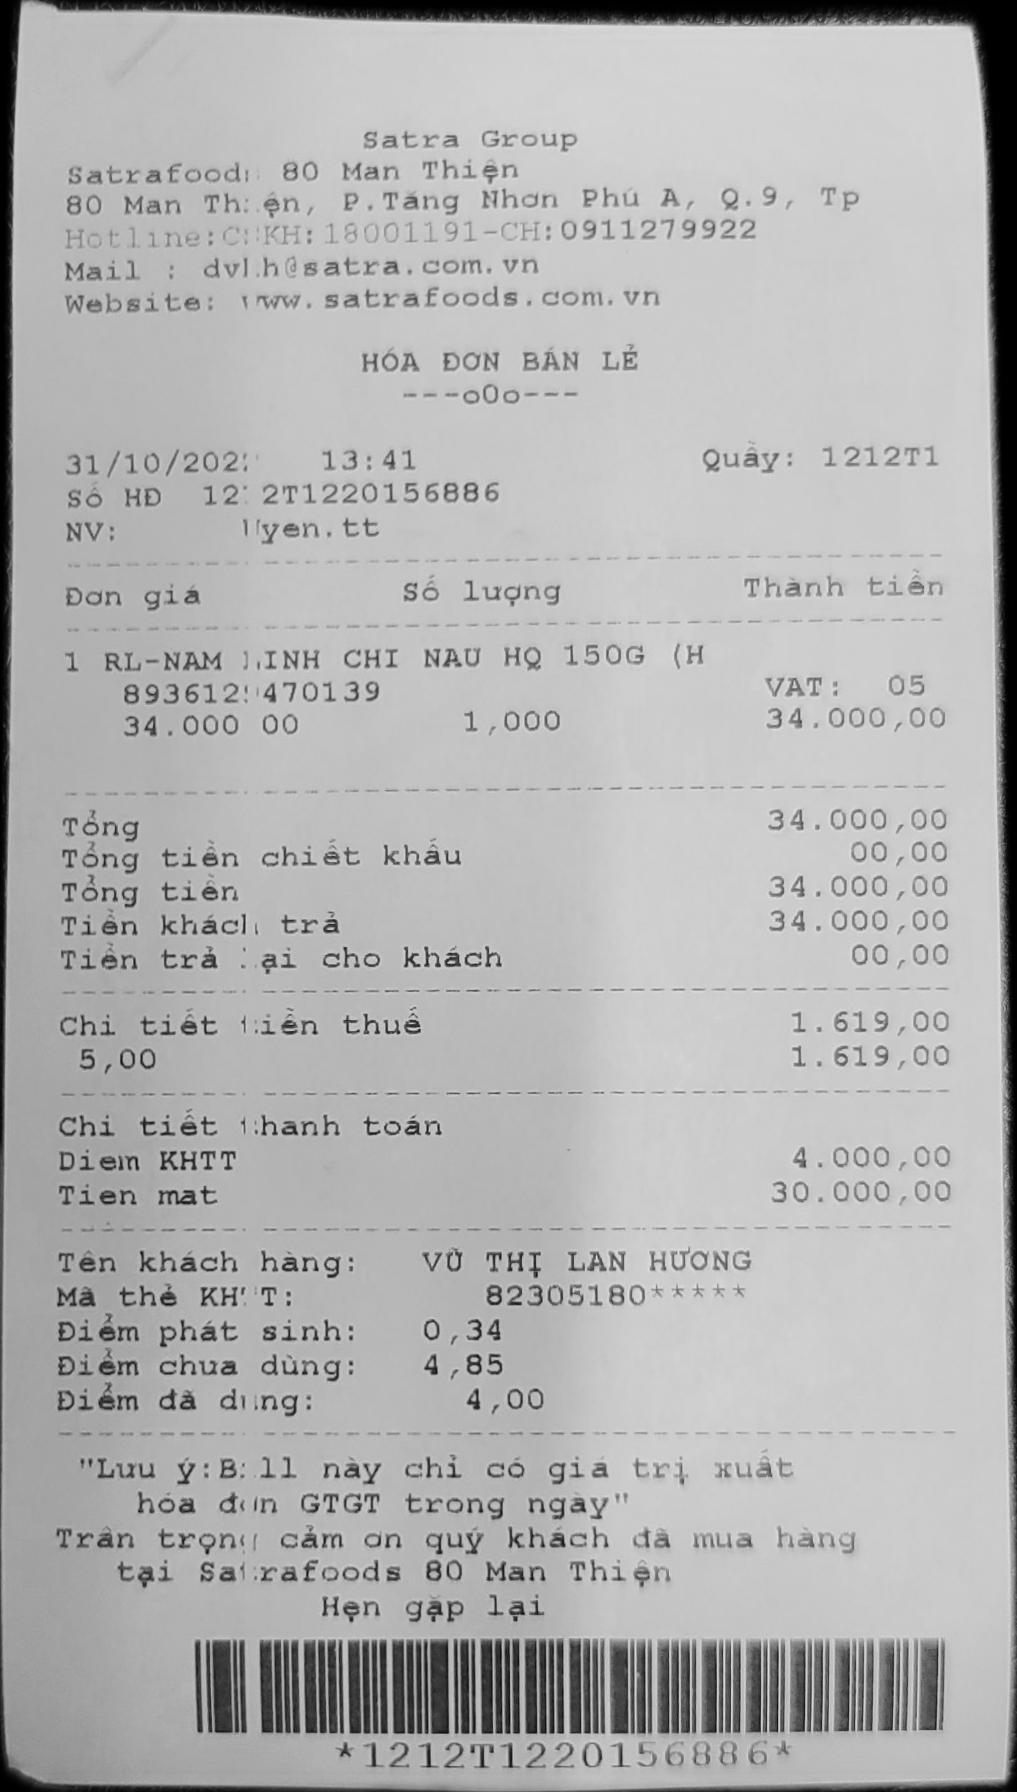 Satra Group
Satrafoods 80 Man Thiện
80 Man Thiện, P.Tăng Nhơn Phú A, Q.9, Tp
Hotline:CSKH:18001191-CH:0911279922
Mail : dvkh@satra.com.vn
Website: www.satrafoods.com.vn
HÓA ĐƠN BÁN LẺ
---oOo---
31/10/2022 13:41 Quầy: 1212T1
Số HĐ 1212T1220156886
NV: Uyen.tt
Đơn giá Số lượng Thành tiền
1 RL-NAM LINH CHI NAU HQ 150G (H
8936129470139 VAT: 05
34.000,00 1,000 34.000,00
Tổng 34.000,00
Tổng tiền chiết khấu 00,00
Tổng tiền 34.000,00
Tiền khách trả 34.000,00
Tiền trả lại cho khách 00,00
Chi tiết tiền thuế 1.619,00
5,00 1.619,00
Chi tiết thanh toán
Diem KHTT 4.000,00
Tien mat 30.000,00
Tên khách hàng: VŨ THỊ LAN HƯƠNG
Mã thẻ KHTT: 82305180*****
Điểm phát sinh: 0,34
Điểm chưa dùng: 4,85
Điểm đã dùng: 4,00
"Lưu ý:Bill này chỉ có giá trị xuất
hóa đơn GTGT trong ngày"
Trân trọng cảm ơn quý khách đã mua hàng
tại Satrafoods 80 Man Thiện
Hẹn gặp lại
*1212T1220156886*